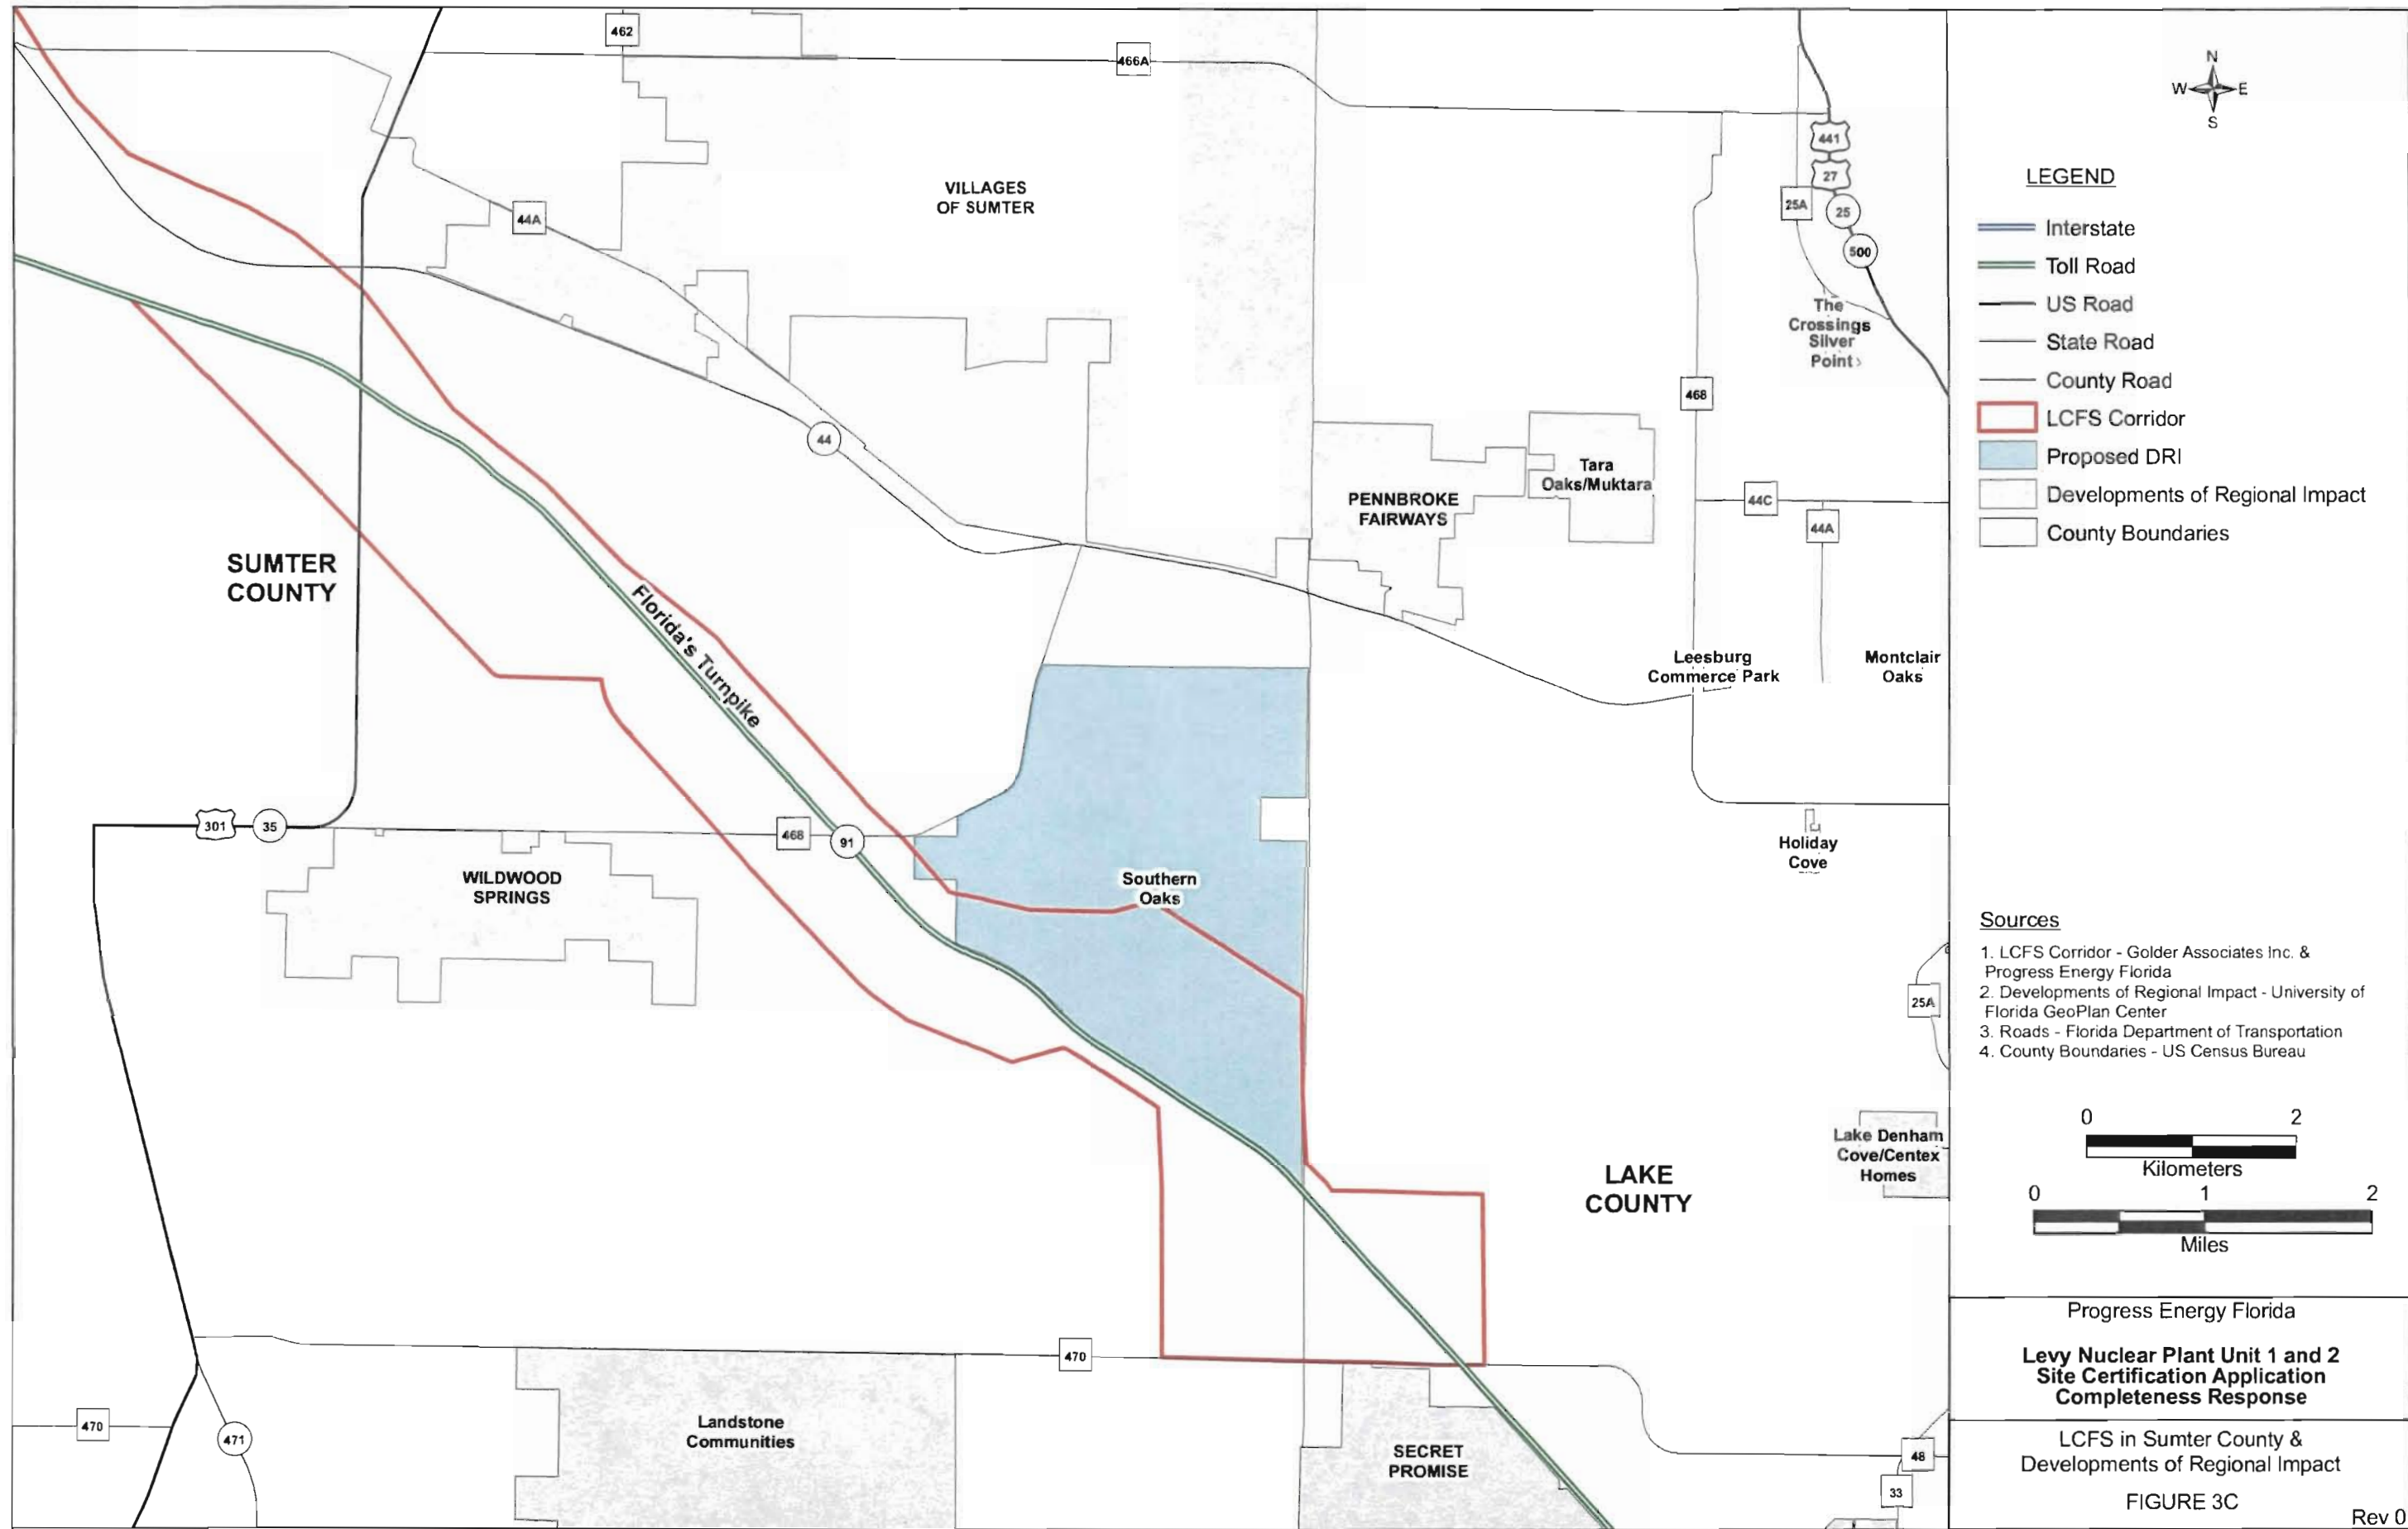 462
466A
VILLAGES
OF SUMTER
44A
441
27
25A
25
500
The
Crossings
Silver
Point
468
44
Tara
Oaks/Muktara
PENNBROKE
FAIRWAYS
44C
44A
SUMTER
COUNTY
Florida's Turnpike
Leesburg
Commerce Park
Montclair
Oaks
301
35
468
91
Holiday
Cove
WILDWOOD
SPRINGS
Southern
Oaks
25A
Lake Denham
Cove/Centex
Homes
LAKE
COUNTY
470
470
471
Landstone
Communities
SECRET
PROMISE
48
33
N
W E
S
LEGEND
Interstate
Toll Road
US Road
State Road
County Road
LCFS Corridor
Proposed DRI
Developments of Regional Impact
County Boundaries
Sources
1. LCFS Corridor - Golder Associates Inc. &
Progress Energy Florida
2. Developments of Regional Impact - University of
Florida GeoPlan Center
3. Roads - Florida Department of Transportation
4. County Boundaries - US Census Bureau
0 2
Kilometers
0 1 2
Miles
Progress Energy Florida
Levy Nuclear Plant Unit 1 and 2
Site Certification Application
Completeness Response
LCFS in Sumter County &
Developments of Regional Impact
FIGURE 3C
Rev 0